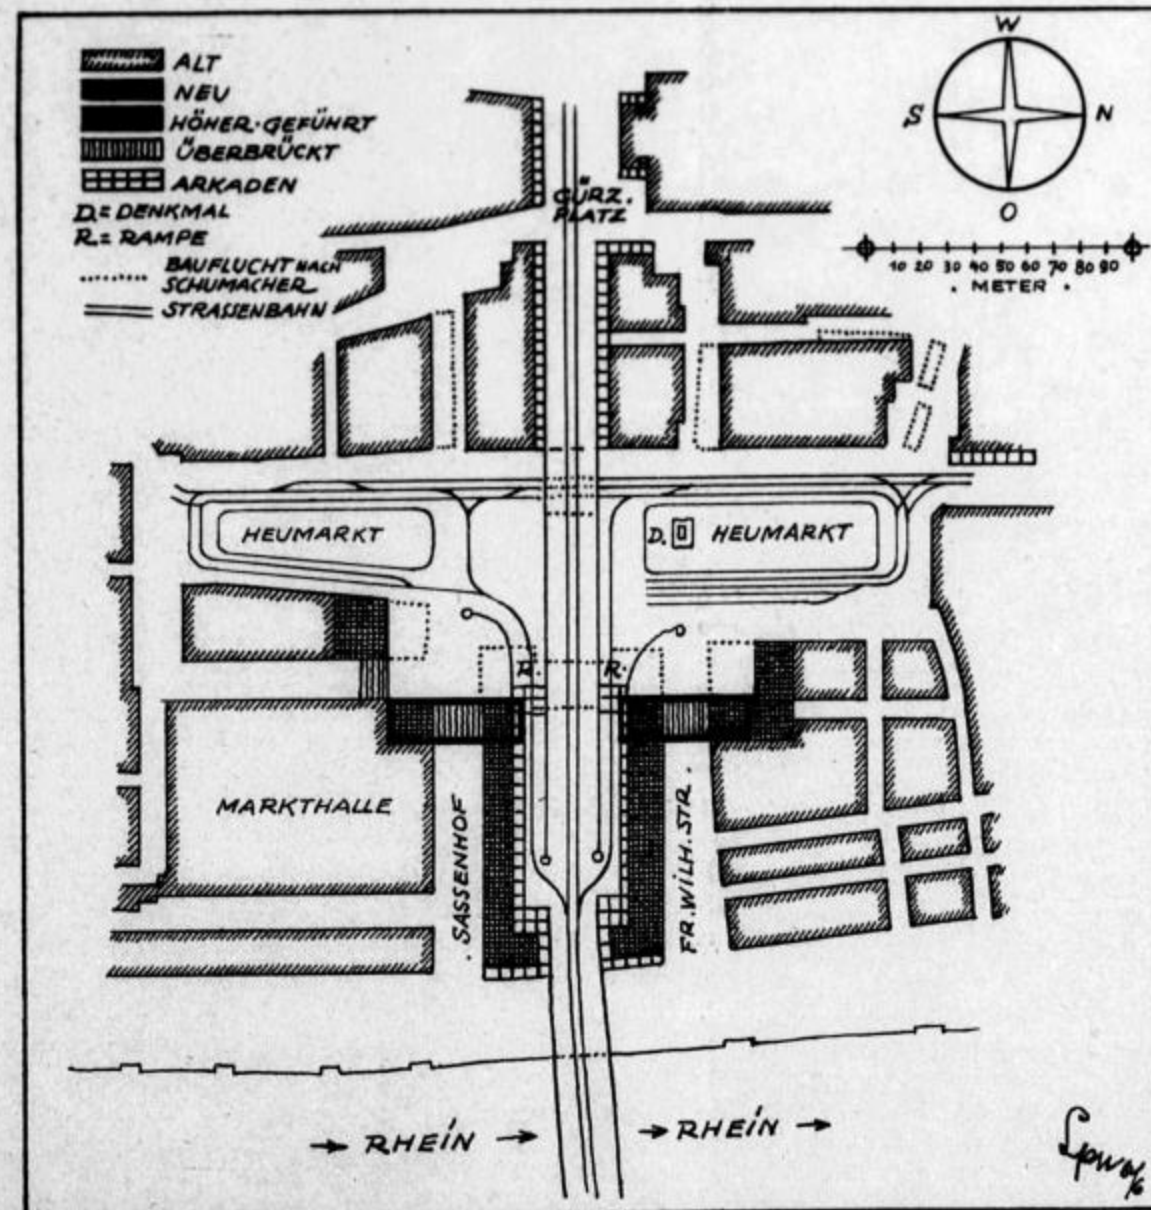 ALT
NEU
HÖHER·GEFÜHRT
ÜBERBRÜCKT
ARKADEN
D.= DENKMAL
R.= RAMPE
BAUFLUCHT NACH
SCHUMACHER
STRASSENBAHN
W
S
N
O
10 20 30 40 50 60 70 80 90
. METER .
GÜRZ.
PLATZ
HEUMARKT
D.
HEUMARKT
R.
R.
MARKTHALLE
. SASSENHOF
FR. WILH. STR.
→ RHEIN →
→ RHEIN →